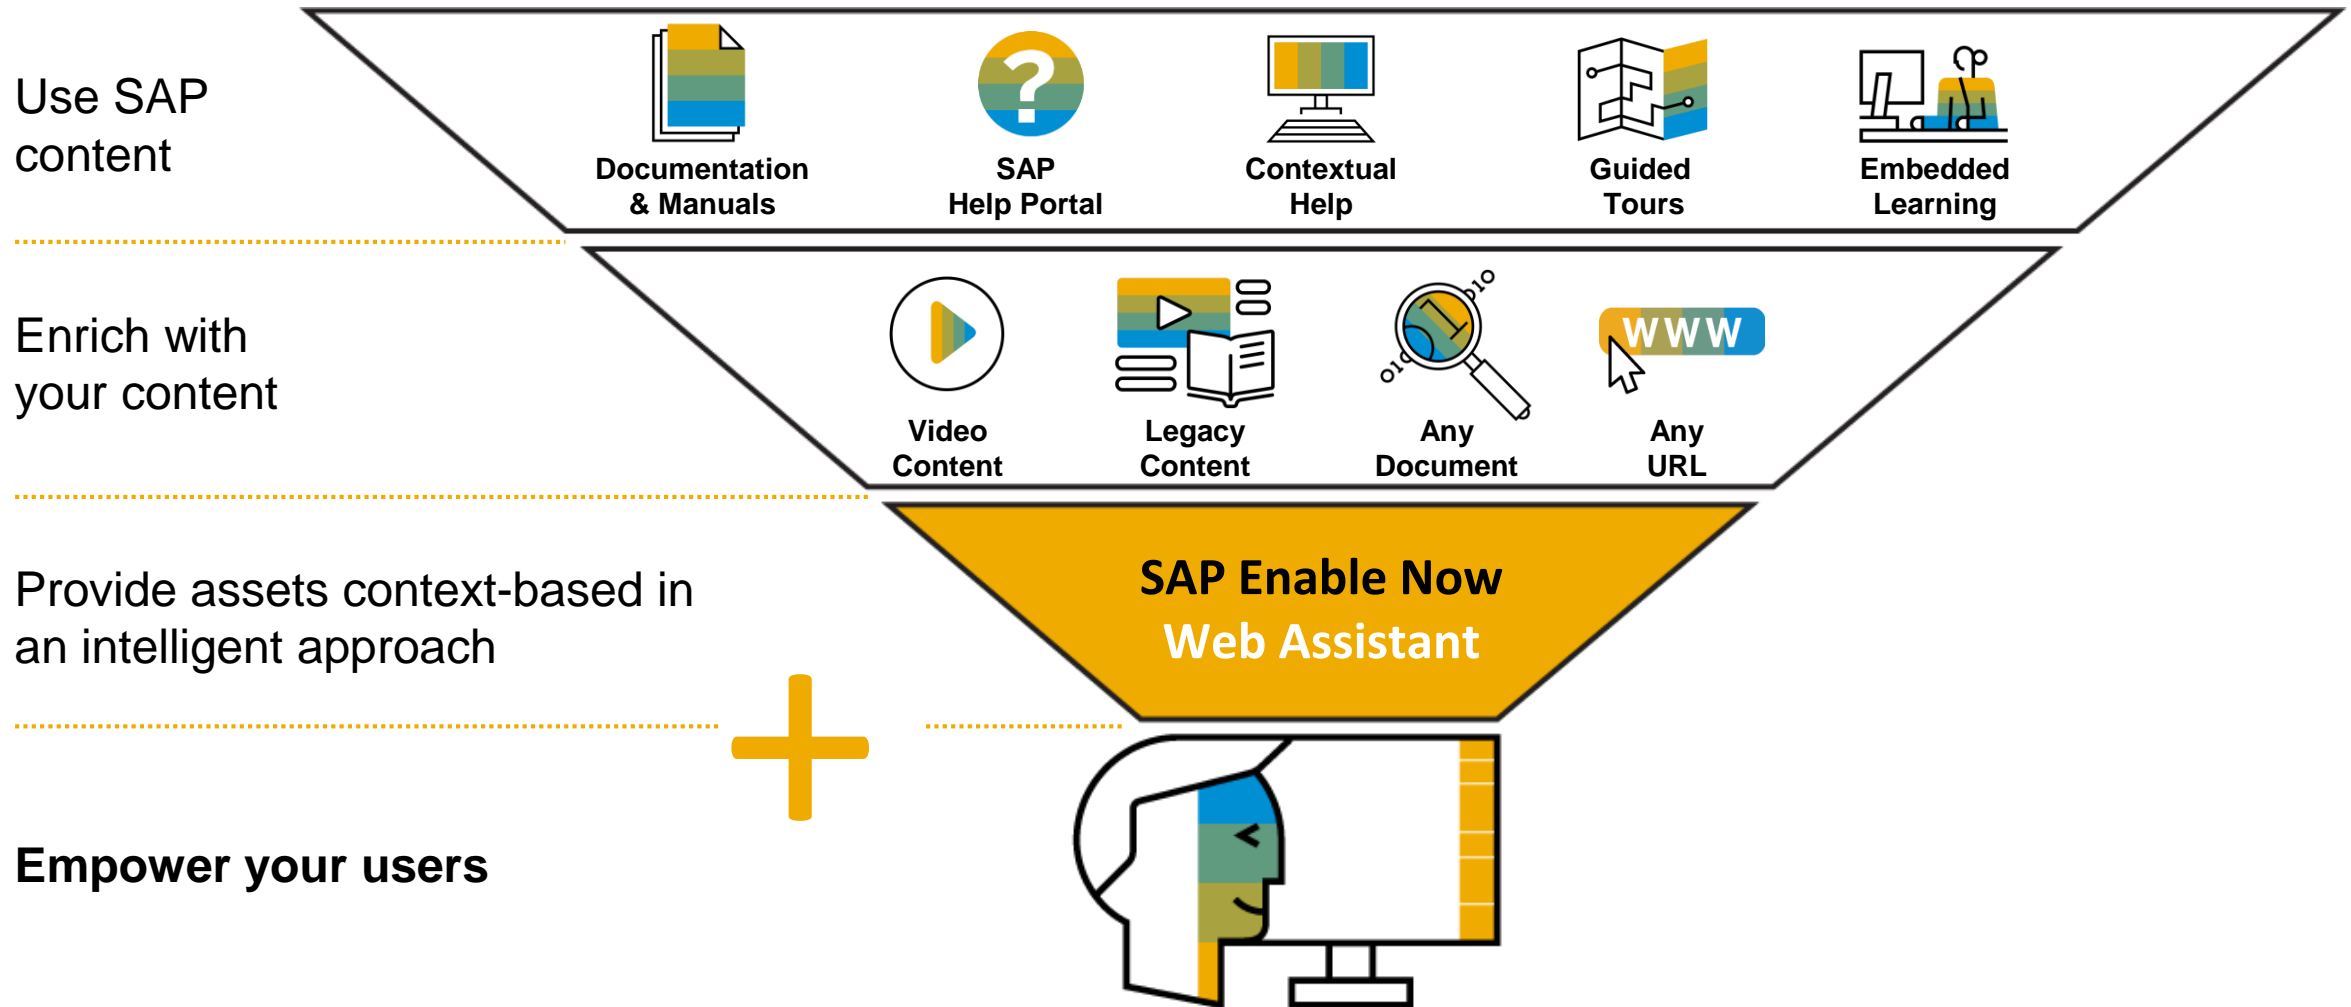 Use SAP
content
Documentation
& Manuals
SAP
Help Portal
Contextual
Help
Guided
Tours
Embedded
Learning
Enrich with
your content
Video
Content
Legacy
Content
010
010
Any
Document
WWW
Any
URL
Provide assets context-based in
an intelligent approach
SAP Enable Now
Web Assistant
Empower your users